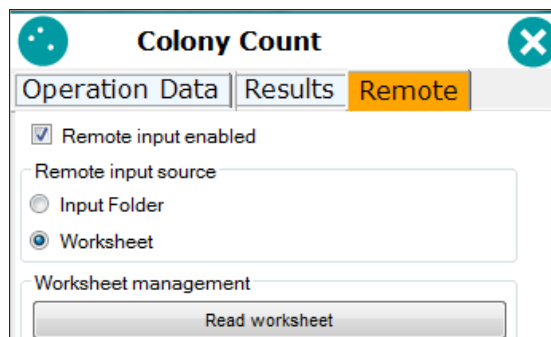 Colony Count
Operation Data Results Remote
Remote input enabled
Remote input source
Input Folder
Worksheet
Worksheet management
Read worksheet